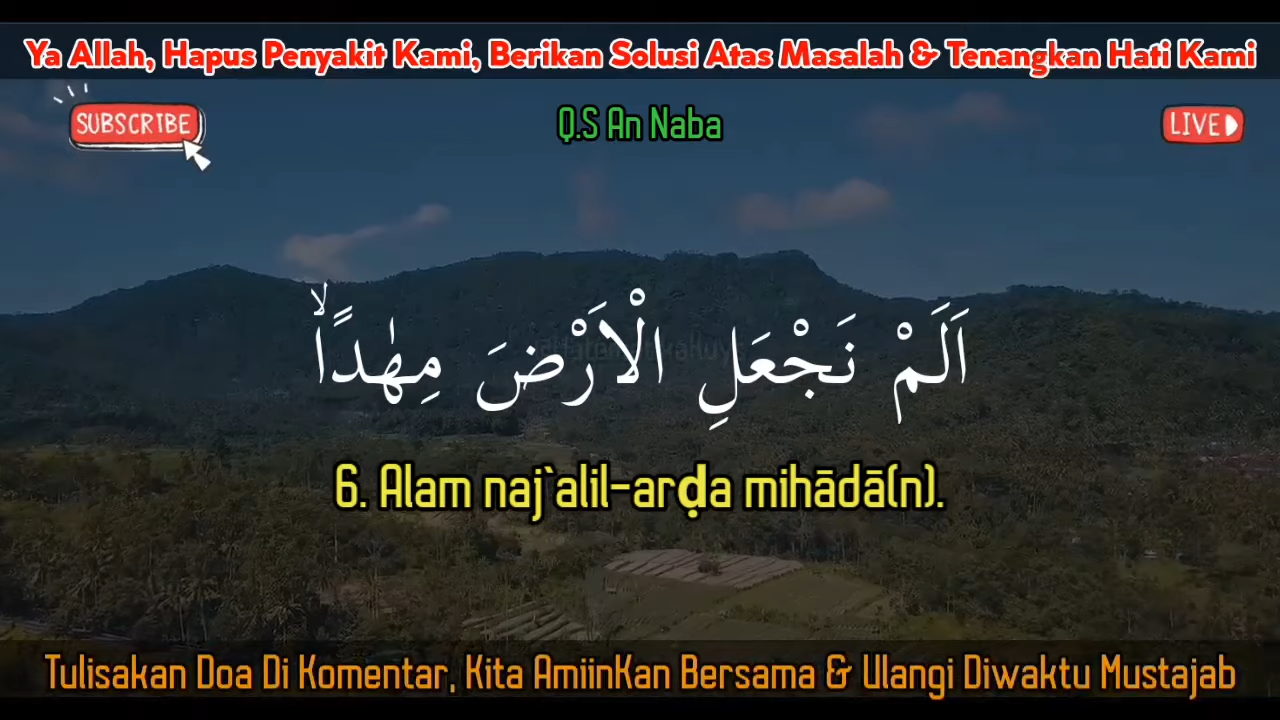 Ya Allah, Hapus Penyakit Kami, Berikan Solusi Atas Masalah & Tenangkan Hati Kami
SUBSCRIBE
Q.S An Naba
LIVE
اَلَمْ نَجْعَلِ الْاَرْضَ مِهٰدًاۙ
6. Alam naj`alil-arḍa mihādā(n).
Tulisakan Doa Di Komentar, Kita AmiinKan Bersama & Ulangi Diwaktu Mustajab